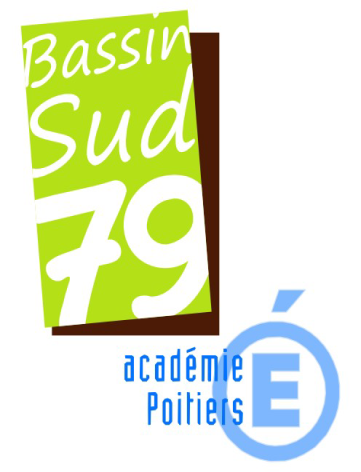 Bassin
Sud
79
académie
Poitiers
É